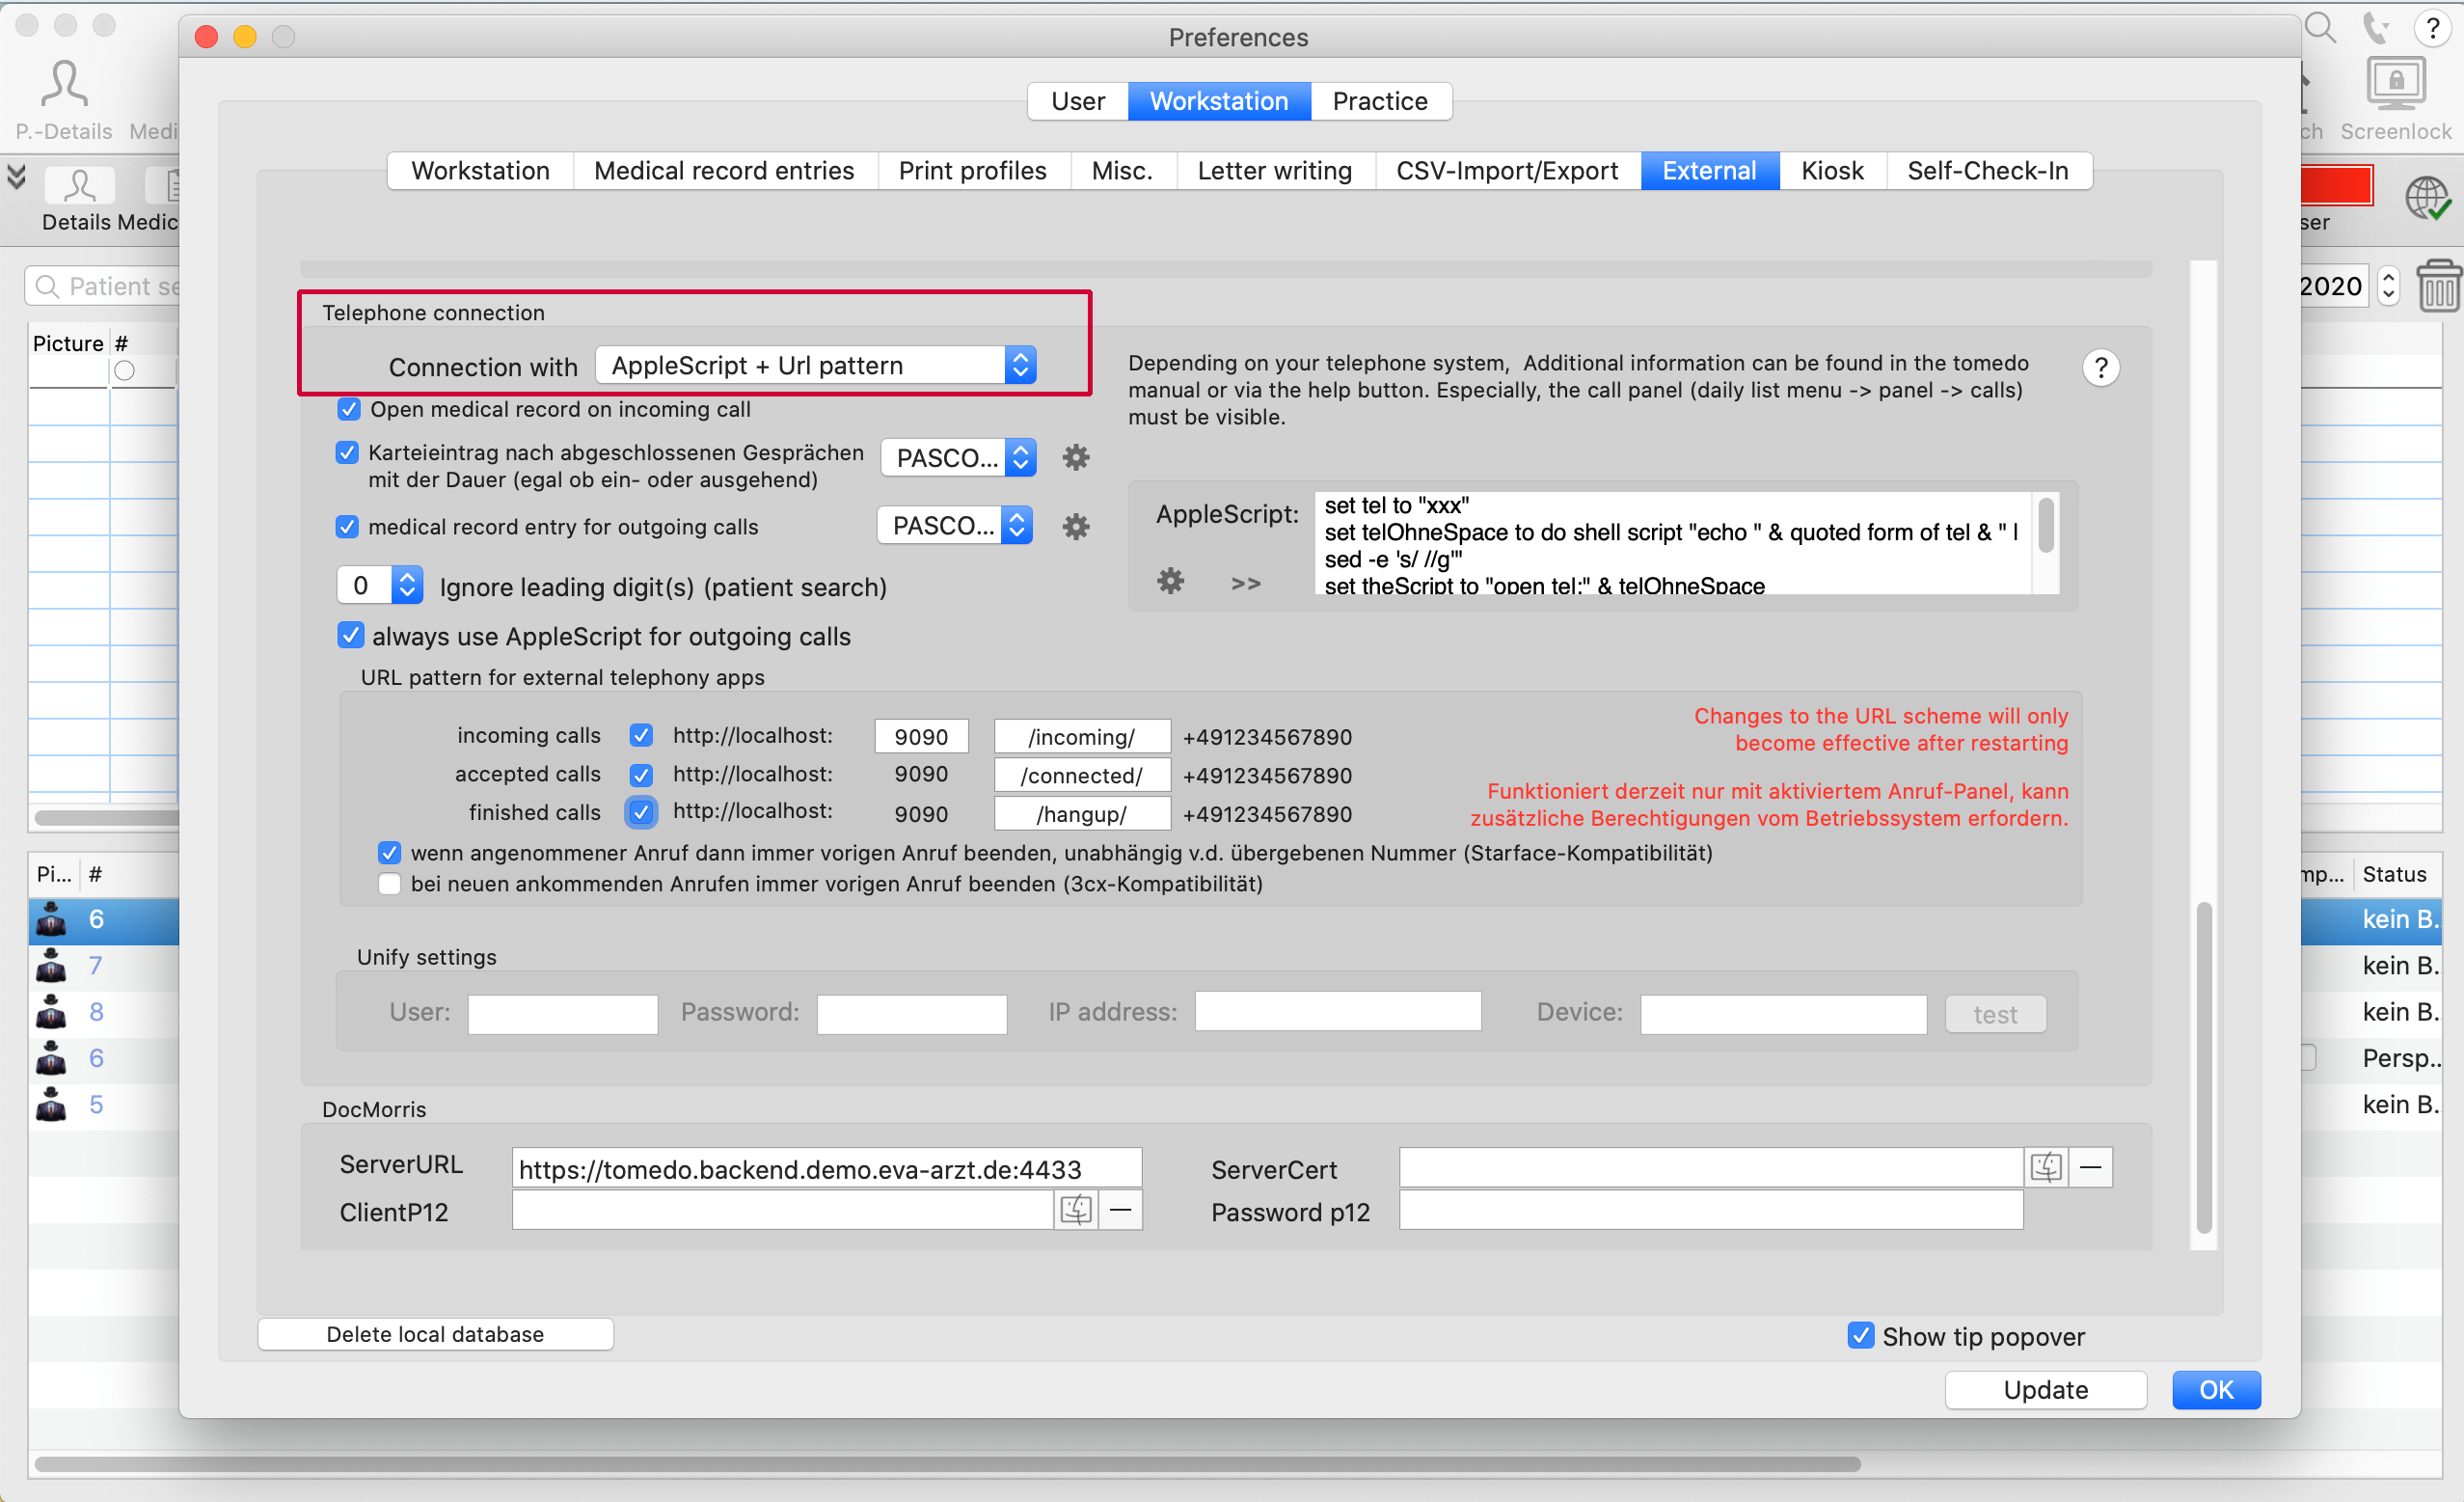 Preferences
?
P.-Details Medi
ch Screenlock
User Workstation Practice
Workstation Medical record entries Print profiles Misc. Letter writing CSV-Import/Export External Kiosk Self-Check-In
Details Medic
ser
Patient se
2020
Picture #
Telephone connection
Connection with AppleScript + Url pattern
Depending on your telephone system, Additional information can be found in the tomedo
manual or via the help button. Especially, the call panel (daily list menu -> panel -> calls)
must be visible.
?
Open medical record on incoming call
Karteieintrag nach abgeschlossenen Gesprächen
mit der Dauer (egal ob ein- oder ausgehend)
PASCO...
medical record entry for outgoing calls PASCO...
AppleScript:
>>
set tel to "xxx"
set telOhneSpace to do shell script "echo " & quoted form of tel & " |
sed -e 's/ //g'"
set theScript to "open tel:" & telOhneSpace
0 Ignore leading digit(s) (patient search)
always use AppleScript for outgoing calls
URL pattern for external telephony apps
incoming calls http://localhost: 9090 /incoming/ +491234567890
accepted calls http://localhost: 9090 /connected/ +491234567890
finished calls http://localhost: 9090 /hangup/ +491234567890
Changes to the URL scheme will only
become effective after restarting
Funktioniert derzeit nur mit aktiviertem Anruf-Panel, kann
zusätzliche Berechtigungen vom Betriebssystem erfordern.
wenn angenommener Anruf dann immer vorigen Anruf beenden, unabhängig v.d. übergebenen Nummer (Starface-Kompatibilität)
bei neuen ankommenden Anrufen immer vorigen Anruf beenden (3cx-Kompatibilität)
Pi... #
mp... Status
6 kein B..
7 kein B..
8 kein B..
6 Persp..
5 kein B..
Unify settings
User: Password: IP address: Device: test
DocMorris
ServerURL https://tomedo.backend.demo.eva-arzt.de:4433 ServerCert
ClientP12 Password p12
Delete local database
Show tip popover
Update OK